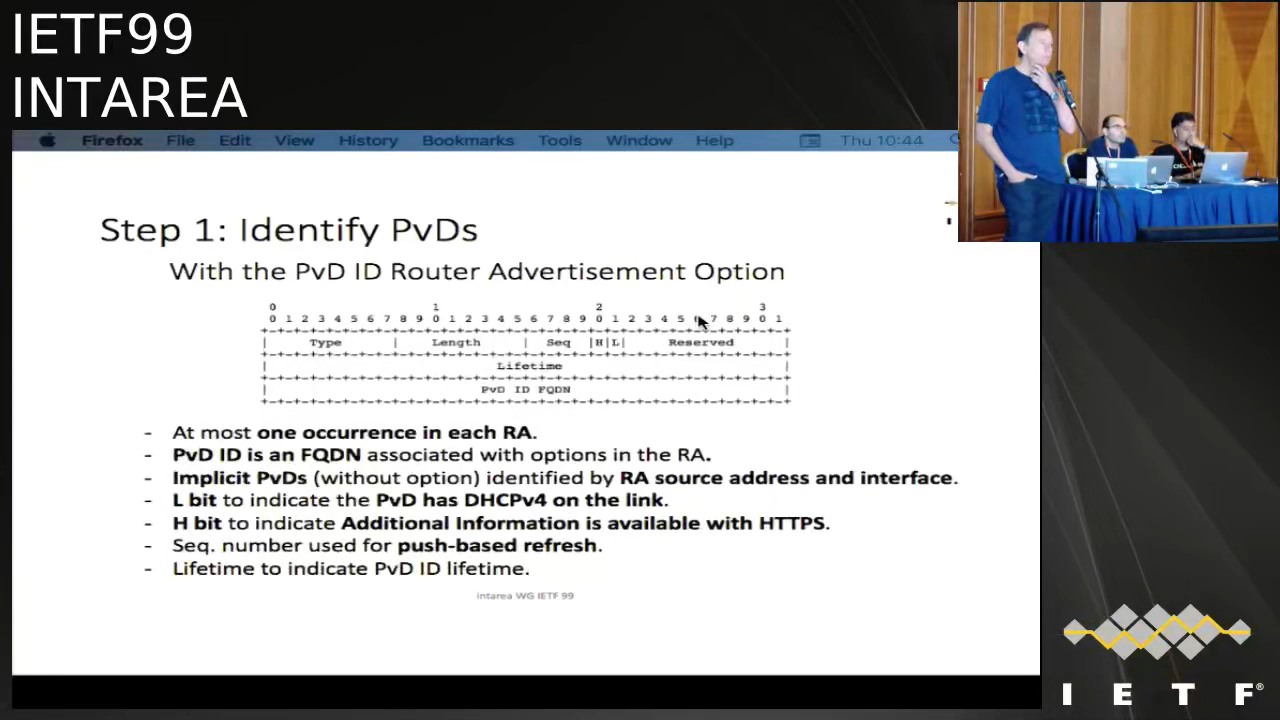 IETF99
INTAREA
Firefox File Edit View History Bookmarks Tools Window Help Thu 10:44
Step 1: Identify PvDs
With the PvD ID Router Advertisement Option
0 1 2 3
0 1 2 3 4 5 6 7 8 9 0 1 2 3 4 5 6 7 8 9 0 1 2 3 4 5 6 7 8 9 0 1
+-+-+-+-+-+-+-+-+-+-+-+-+-+-+-+-+-+-+-+-+-+-+-+-+-+-+-+-+-+-+-+-+
| Type | Length | Seq |H|L| Reserved |
+-+-+-+-+-+-+-+-+-+-+-+-+-+-+-+-+-+-+-+-+-+-+-+-+-+-+-+-+-+-+-+-+
| Lifetime |
+-+-+-+-+-+-+-+-+-+-+-+-+-+-+-+-+-+-+-+-+-+-+-+-+-+-+-+-+-+-+-+-+
| PvD ID FQDN |
+-+-+-+-+-+-+-+-+-+-+-+-+-+-+-+-+-+-+-+-+-+-+-+-+-+-+-+-+-+-+-+-+
- At most one occurrence in each RA.
- PvD ID is an FQDN associated with options in the RA.
- Implicit PvDs (without option) identified by RA source address and interface.
- L bit to indicate the PvD has DHCPv4 on the link.
- H bit to indicate Additional Information is available with HTTPS.
- Seq. number used for push-based refresh.
- Lifetime to indicate PvD ID lifetime.
Intarea WG IETF 99
I E T F®